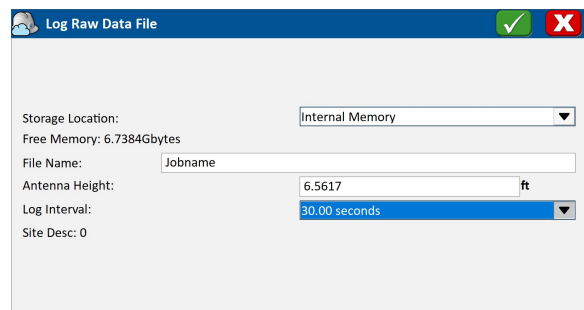 Log Raw Data File
Storage Location: Internal Memory
Free Memory: 6.7384Gbytes
File Name: Jobname
Antenna Height: 6.5617 ft
Log Interval: 30.00 seconds
Site Desc: 0